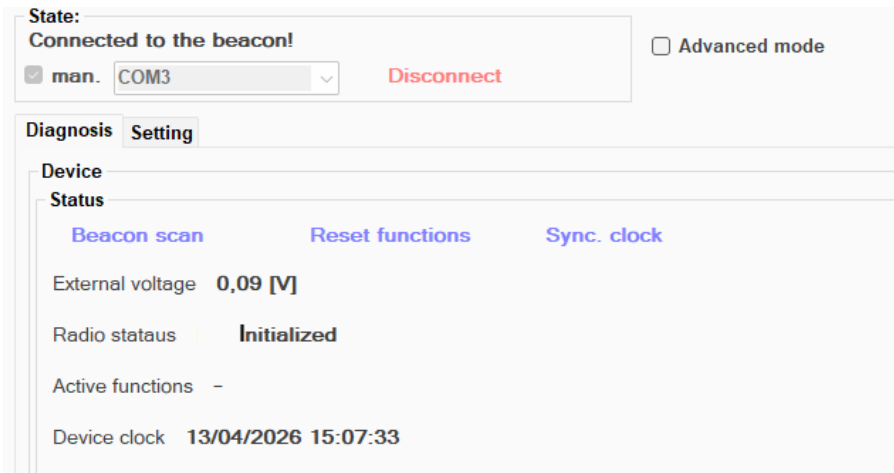 State:
Connected to the beacon!
man. COM3 Disconnect
Advanced mode
Diagnosis Setting
Device
Status
Beacon scan Reset functions Sync. clock
External voltage 0,09 [V]
Radio stataus Initialized
Active functions -
Device clock 13/04/2026 15:07:33